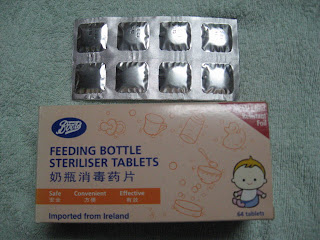 Boots
FEEDING BOTTLE
STERILISER TABLETS
奶瓶消毒药片
Safe Convenient Effective
安全 方便 有效
Imported from Ireland
64 tablets